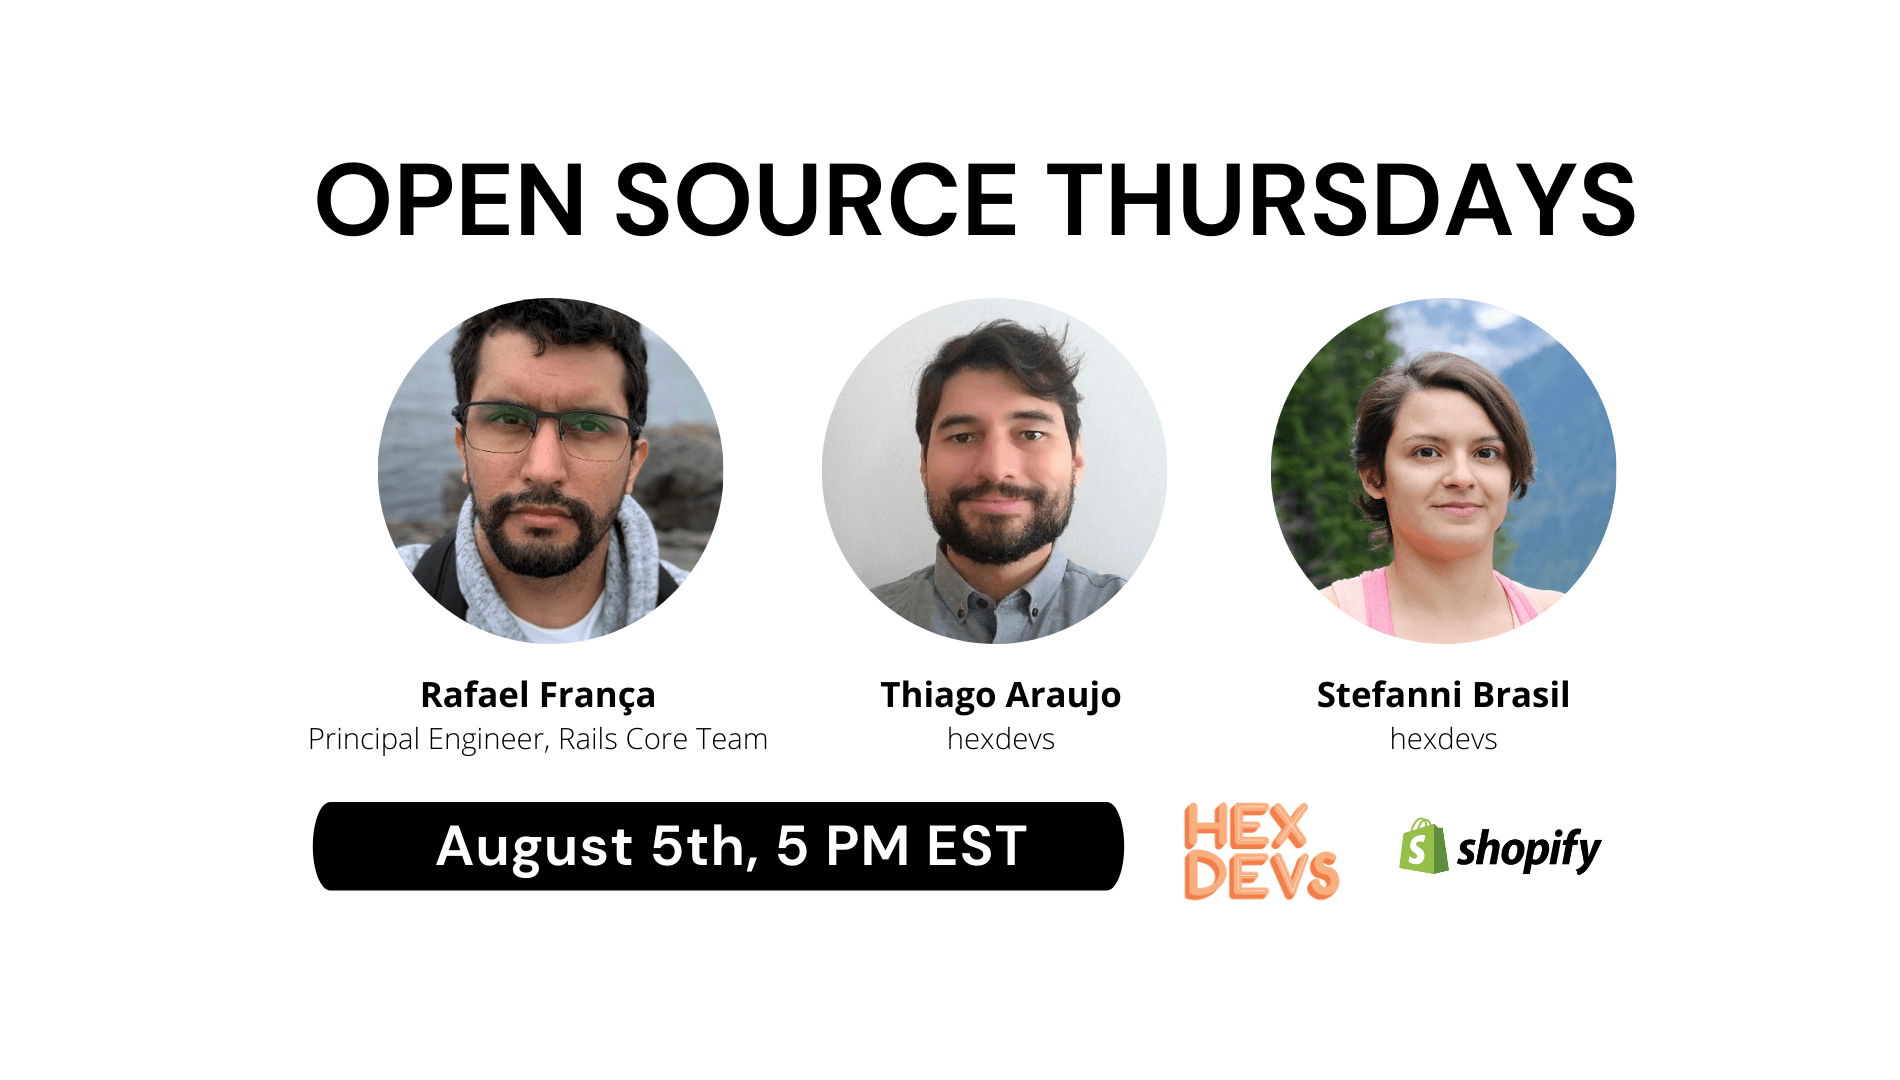 OPEN SOURCE THURSDAYS
Rafael França
Principal Engineer, Rails Core Team
Thiago Araujo
hexdevs
Stefanni Brasil
hexdevs
August 5th, 5 PM EST
HEX
DEVS
S
shopify